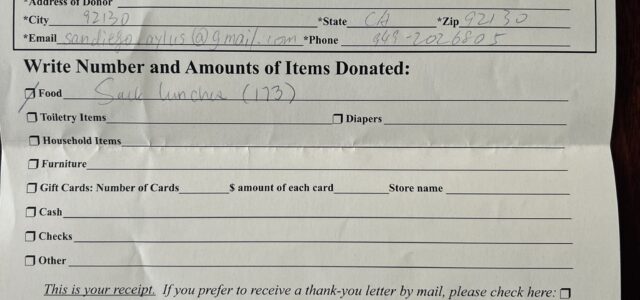 *Address of Donor
*City 92130 *State CA *Zip 92130
*Email *Phone 949-2026805
Write Number and Amounts of Items Donated:
Food Sack lunches (173)
Toiletry Items Diapers
Household Items
Furniture
Gift Cards: Number of Cards $ amount of each card Store name
Cash
Checks
Other
This is your receipt. If you prefer to receive a thank-you letter by mail, please check here: